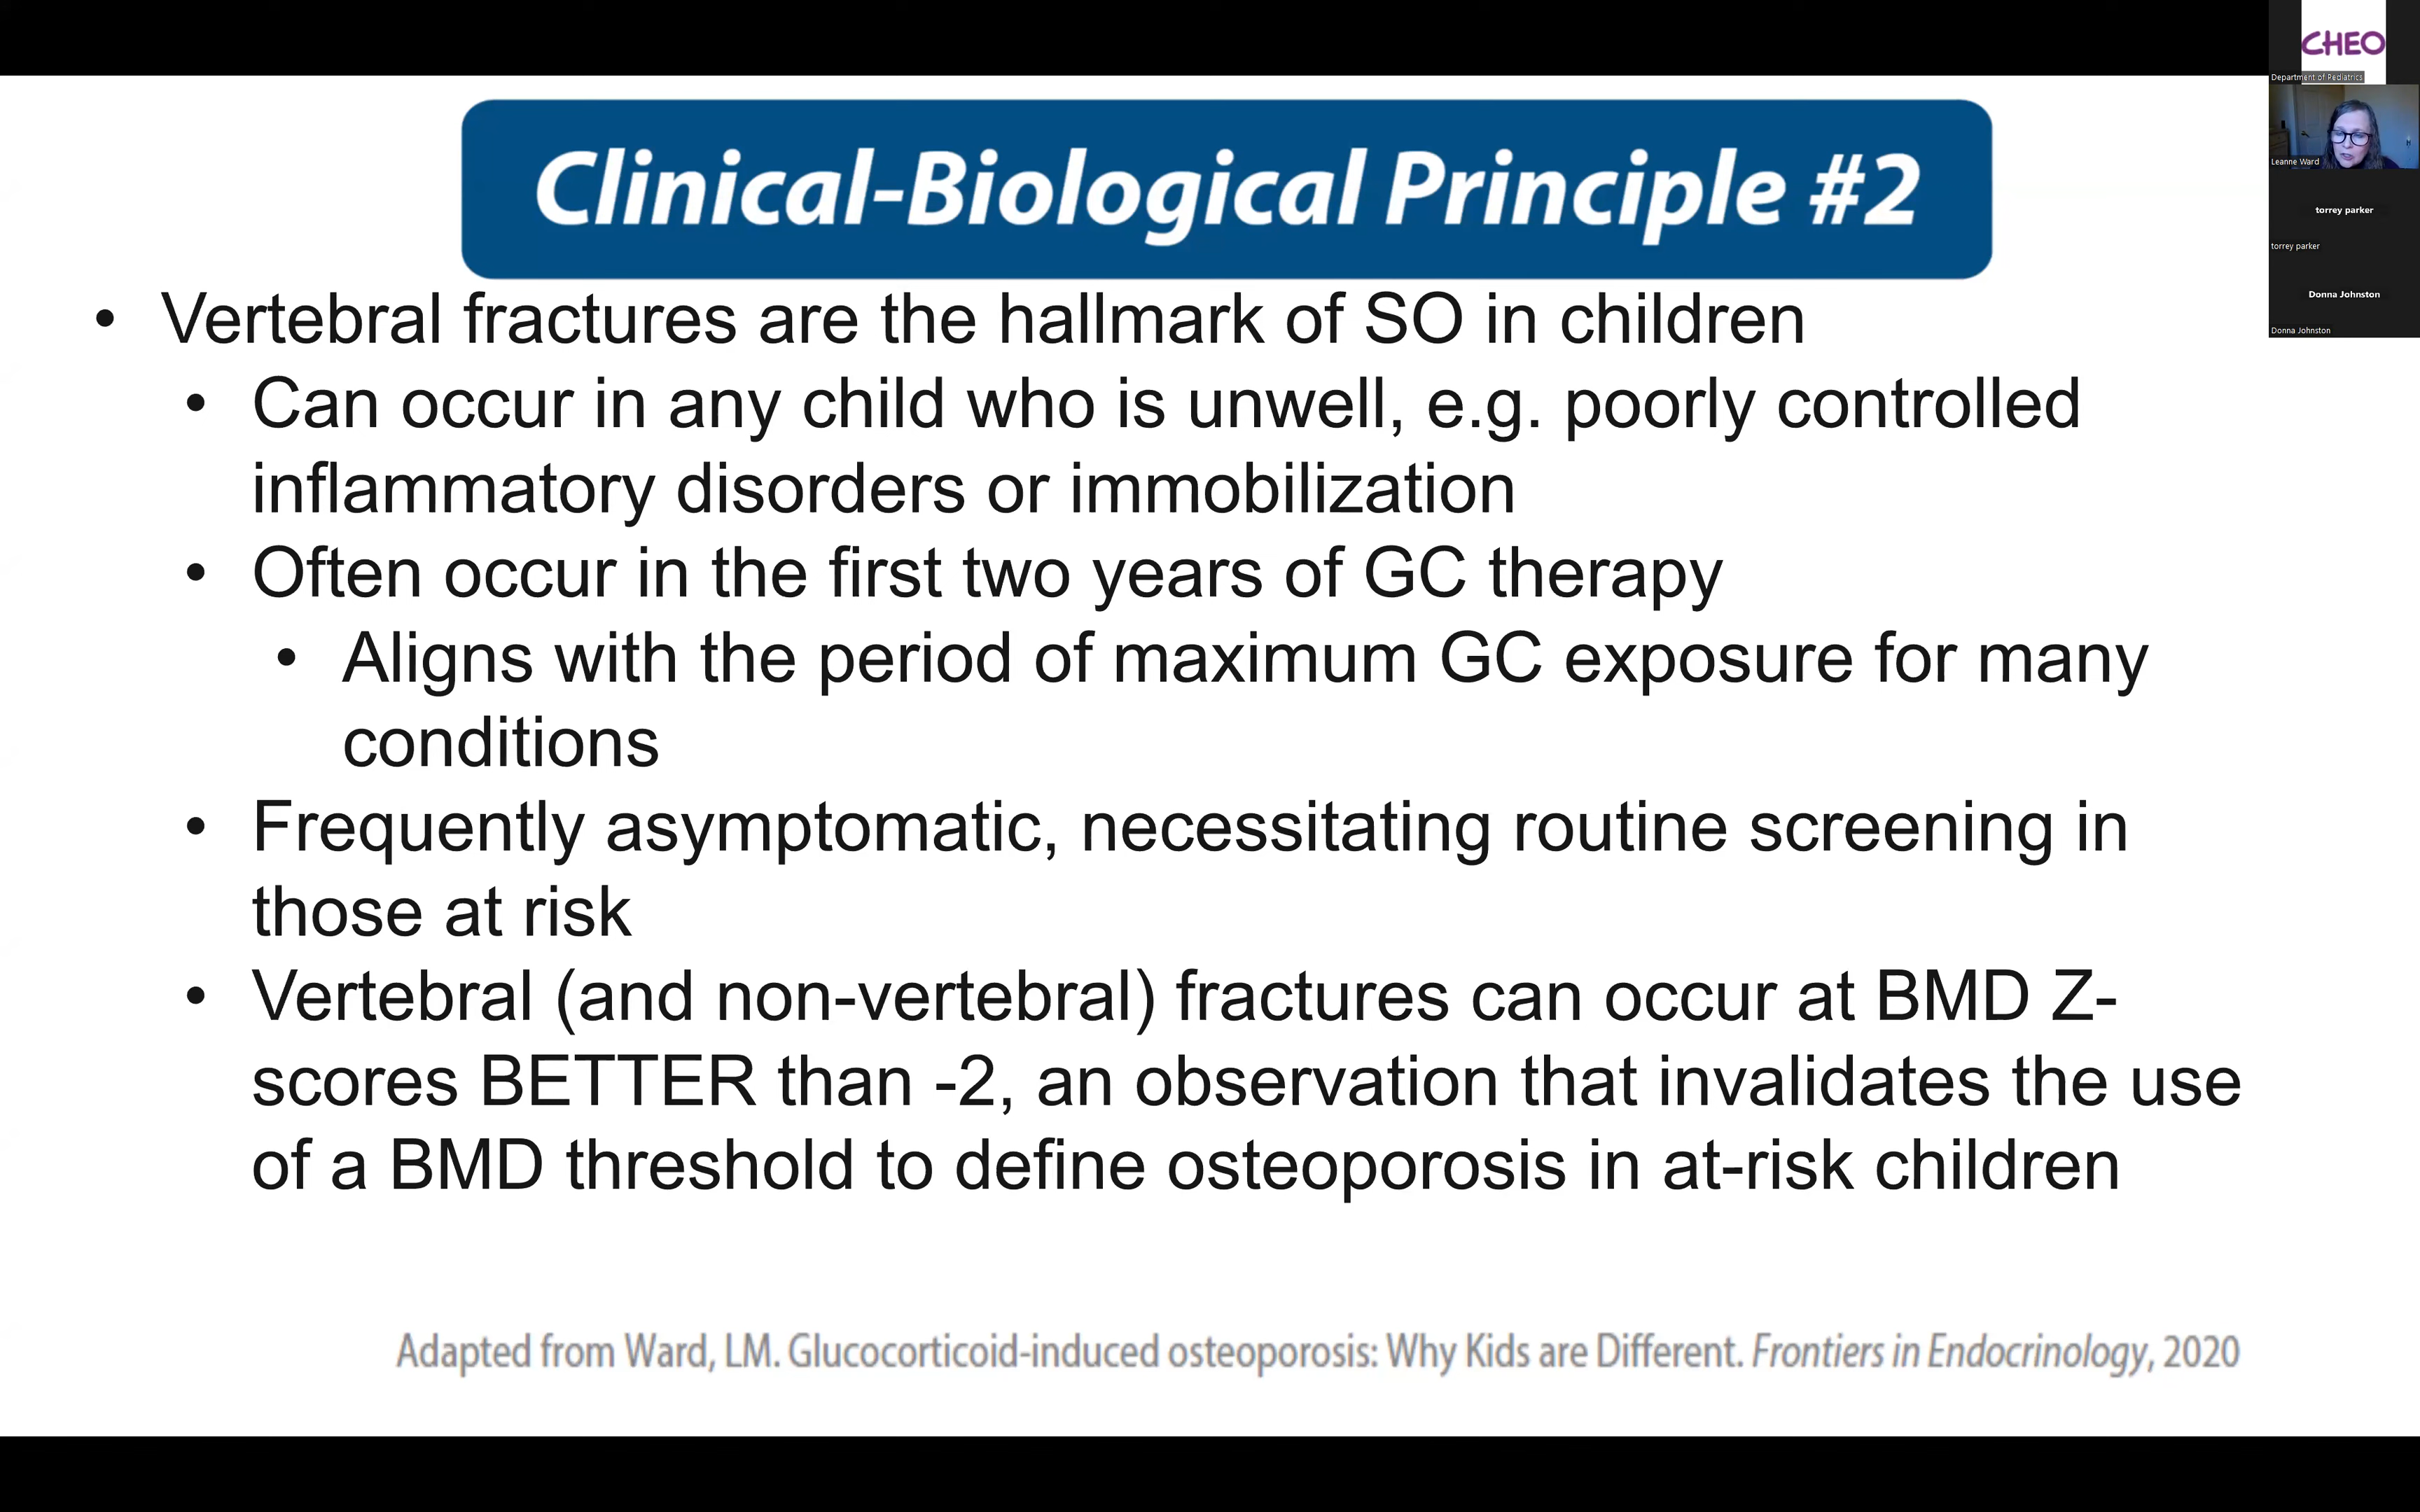 CHEO
Department of Pediatrics
Leanne Ward
torrey parker
torrey parker
Donna Johnston
Donna Johnston
Clinical-Biological Principle #2
• Vertebral fractures are the hallmark of SO in children
• Can occur in any child who is unwell, e.g. poorly controlled
inflammatory disorders or immobilization
• Often occur in the first two years of GC therapy
• Aligns with the period of maximum GC exposure for many
conditions
• Frequently asymptomatic, necessitating routine screening in
those at risk
• Vertebral (and non-vertebral) fractures can occur at BMD Z-
scores BETTER than -2, an observation that invalidates the use
of a BMD threshold to define osteoporosis in at-risk children
Adapted from Ward, LM. Glucocorticoid-induced osteoporosis: Why Kids are Different. Frontiers in Endocrinology, 2020